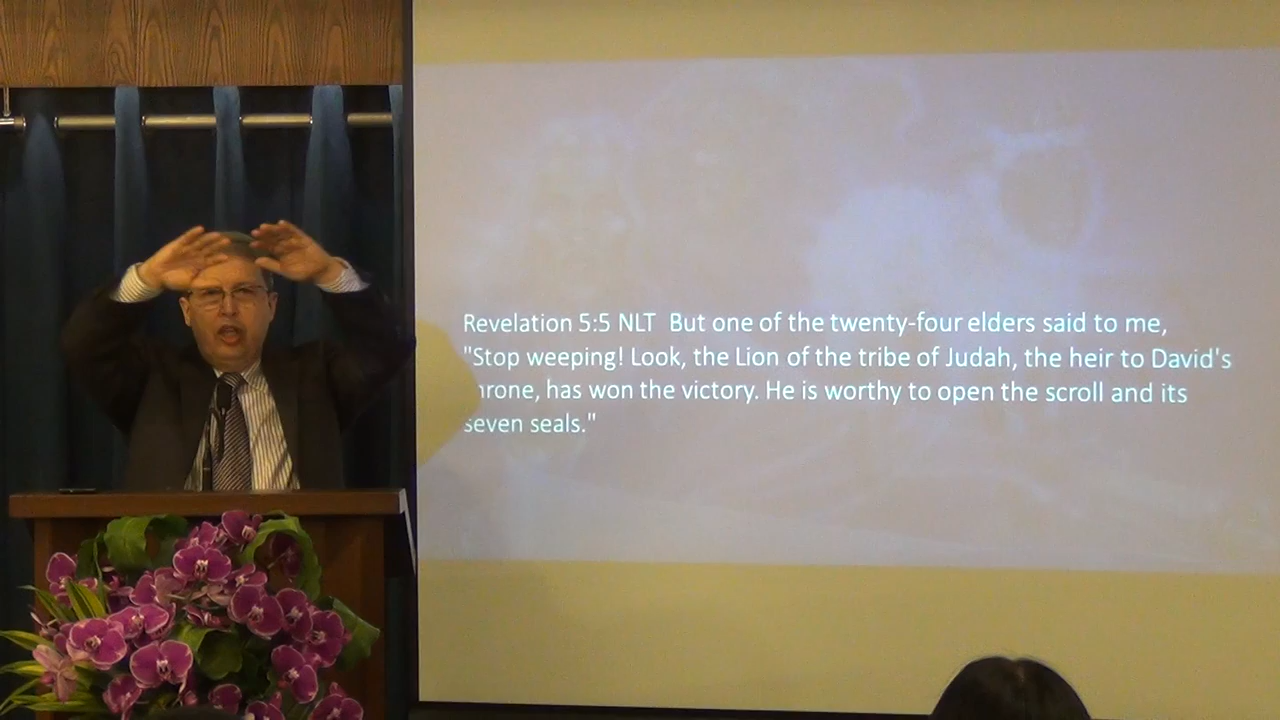 Revelation 5:5 NLT But one of the twenty-four elders said to me,
"Stop weeping! Look, the Lion of the tribe of Judah, the heir to David's
throne, has won the victory. He is worthy to open the scroll and its
seven seals."